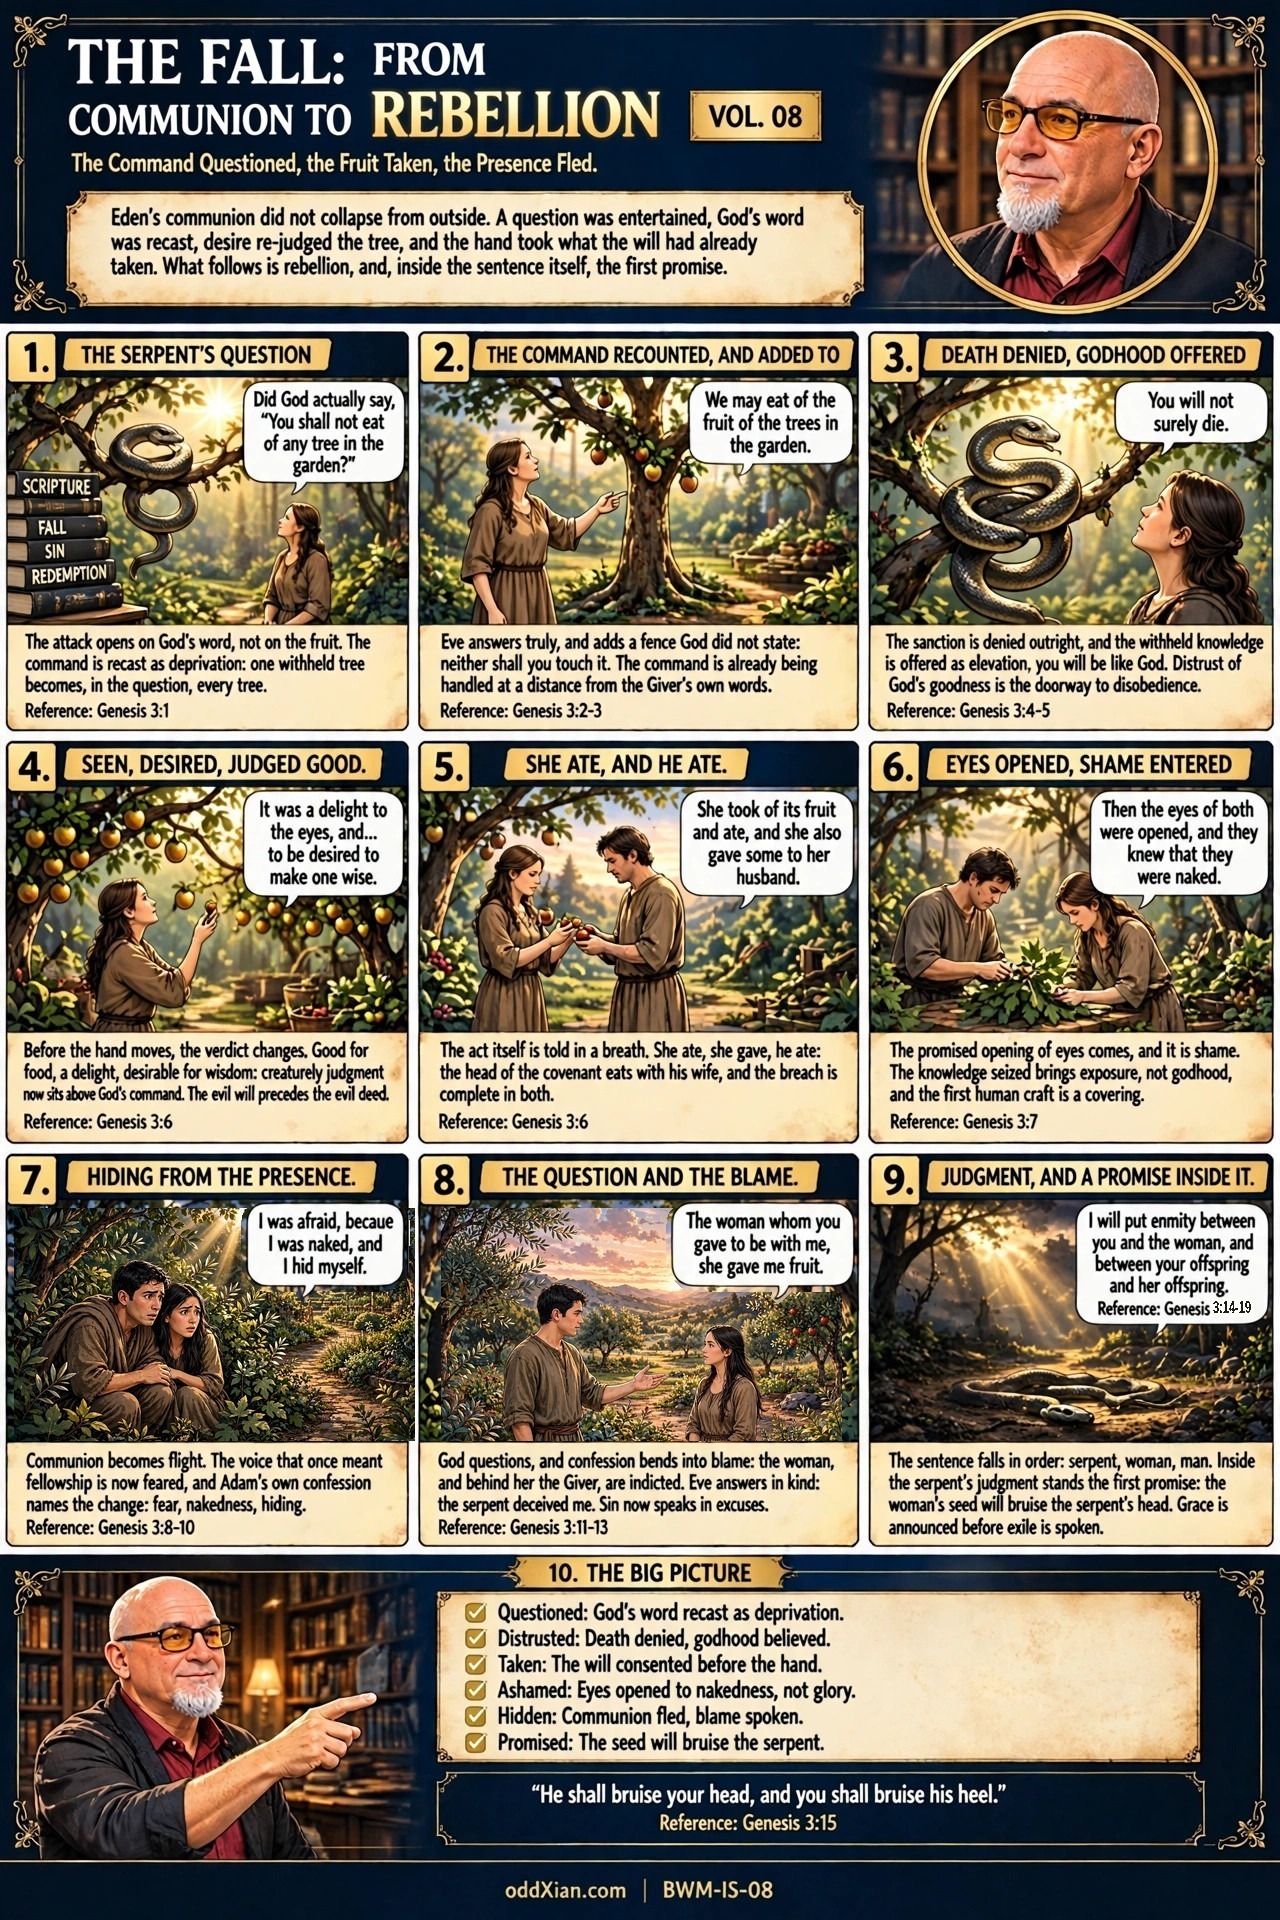 THE FALL: FROM
COMMUNION TO REBELLION
VOL. 08
The Command Questioned, the Fruit Taken, the Presence Fled.
Eden's communion did not collapse from outside. A question was entertained, God's word
was recast, desire re-judged the tree, and the hand took what the will had already
taken. What follows is rebellion, and, inside the sentence itself, the first promise.
1. THE SERPENT'S QUESTION
Did God actually say,
"You shall not eat
of any tree in the
garden?"
SCRIPTURE
FALL
SIN
REDEMPTION
The attack opens on God's word, not on the fruit. The
command is recast as deprivation: one withheld tree
becomes, in the question, every tree.
Reference: Genesis 3:1
2. THE COMMAND RECOUNTED, AND ADDED TO
We may eat of the
fruit of the trees in
the garden.
Eve answers truly, and adds a fence God did not state:
neither shall you touch it. The command is already being
handled at a distance from the Giver's own words.
Reference: Genesis 3:2-3
3. DEATH DENIED, GODHOOD OFFERED
You will not
surely die.
The sanction is denied outright, and the withheld knowledge
is offered as elevation, you will be like God. Distrust of
God's goodness is the doorway to disobedience.
Reference: Genesis 3:4-5
4. SEEN, DESIRED, JUDGED GOOD.
It was a delight to
the eyes, and...
to be desired to
make one wise.
Before the hand moves, the verdict changes. Good for
food, a delight, desirable for wisdom: creaturely judgment
now sits above God's command. The evil will precedes the evil deed.
Reference: Genesis 3:6
5. SHE ATE, AND HE ATE.
She took of its fruit
and ate, and she also
gave some to her
husband.
The act itself is told in a breath. She ate, she gave, he ate:
the head of the covenant eats with his wife, and the breach is
complete in both.
Reference: Genesis 3:6
6. EYES OPENED, SHAME ENTERED
Then the eyes of both
were opened, and they
knew that they
were naked.
The promised opening of eyes comes, and it is shame.
The knowledge seized brings exposure, not godhood,
and the first human craft is a covering.
Reference: Genesis 3:7
7. HIDING FROM THE PRESENCE.
I was afraid, becaue
I was naked, and
I hid myself.
Communion becomes flight. The voice that once meant
fellowship is now feared, and Adam's own confession
names the change: fear, nakedness, hiding.
Reference: Genesis 3:8-10
8. THE QUESTION AND THE BLAME.
The woman whom you
gave to be with me,
she gave me fruit.
God questions, and confession bends into blame: the woman,
and behind her the Giver, are indicted. Eve answers in kind:
the serpent deceived me. Sin now speaks in excuses.
Reference: Genesis 3:11-13
9. JUDGMENT, AND A PROMISE INSIDE IT.
I will put enmity between
you and the woman, and
between your offspring
and her offspring.
Reference: Genesis 3:14-19
The sentence falls in order: serpent, woman, man. Inside
the serpent's judgment stands the first promise: the
woman's seed will bruise the serpent's head. Grace is
announced before exile is spoken.
10. THE BIG PICTURE
Questioned: God's word recast as deprivation.
Distrusted: Death denied, godhood believed.
Taken: The will consented before the hand.
Ashamed: Eyes opened to nakedness, not glory.
Hidden: Communion fled, blame spoken.
Promised: The seed will bruise the serpent.
"He shall bruise your head, and you shall bruise his heel."
Reference: Genesis 3:15
oddXian.com | BWM-IS-08